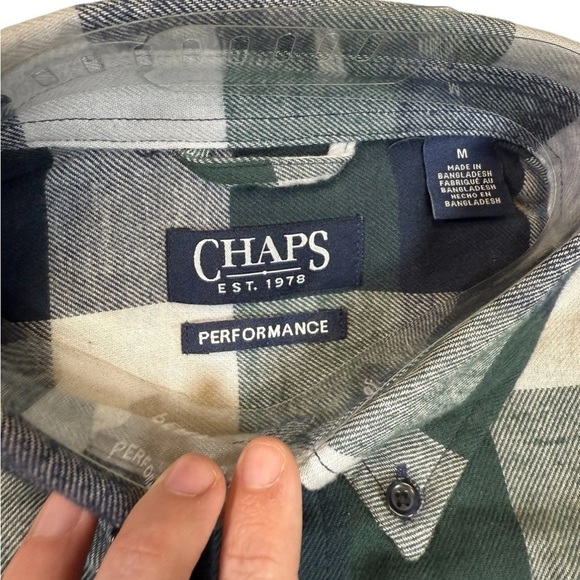 M
MADE IN
BANGLADESH
FABRIQUÉ AU
BANGLADESH
HECHO EN
BANGLADESH
CHAPS
EST. 1978
PERFORMANCE
M